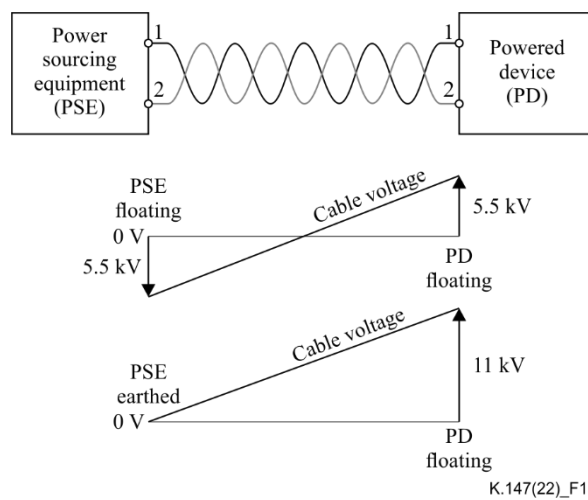 Power
sourcing
equipment
(PSE)
1
2
1
2
Powered
device
(PD)
PSE
floating
0 V
5.5 kV
Cable voltage
5.5 kV
PD
floating
PSE
earthed
0 V
Cable voltage
11 kV
PD
floating
K.147(22)_F1